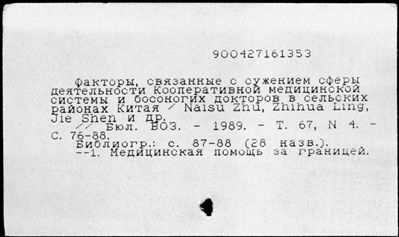 900427161353
Факторы, связанные с сужением сферы
деятельности Кооперативной медицинской
системы и босоногих докторов в сельских
районах Китая / Naisu Zhu, Zhihua Ling,
Jie Shen и др.
// Бюл. ВОЗ. - 1989. - Т. 67, N 4. -
С. 76-88.
Библиогр.: с. 87-88 (28 назв.).
--1. Медицинская помощь за границей.